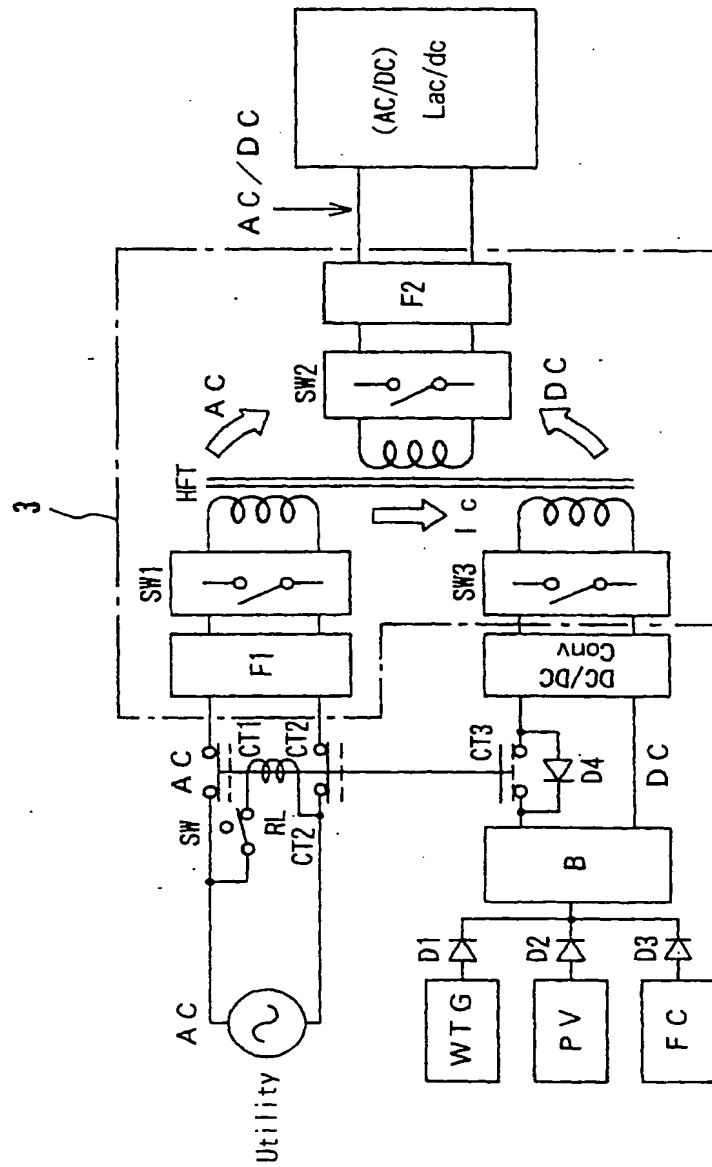 3
AC/DC
(AC/DC)
Lac/dc
AC
DC
HFT
Ic
SW1
SW2
SW3
F1
F2
DC/DC
Conv
AC
SW
CT1
CT2
RL
CT2
CT3
D4
DC
AC
Utility
B
D1
D2
D3
WTG
PV
FC